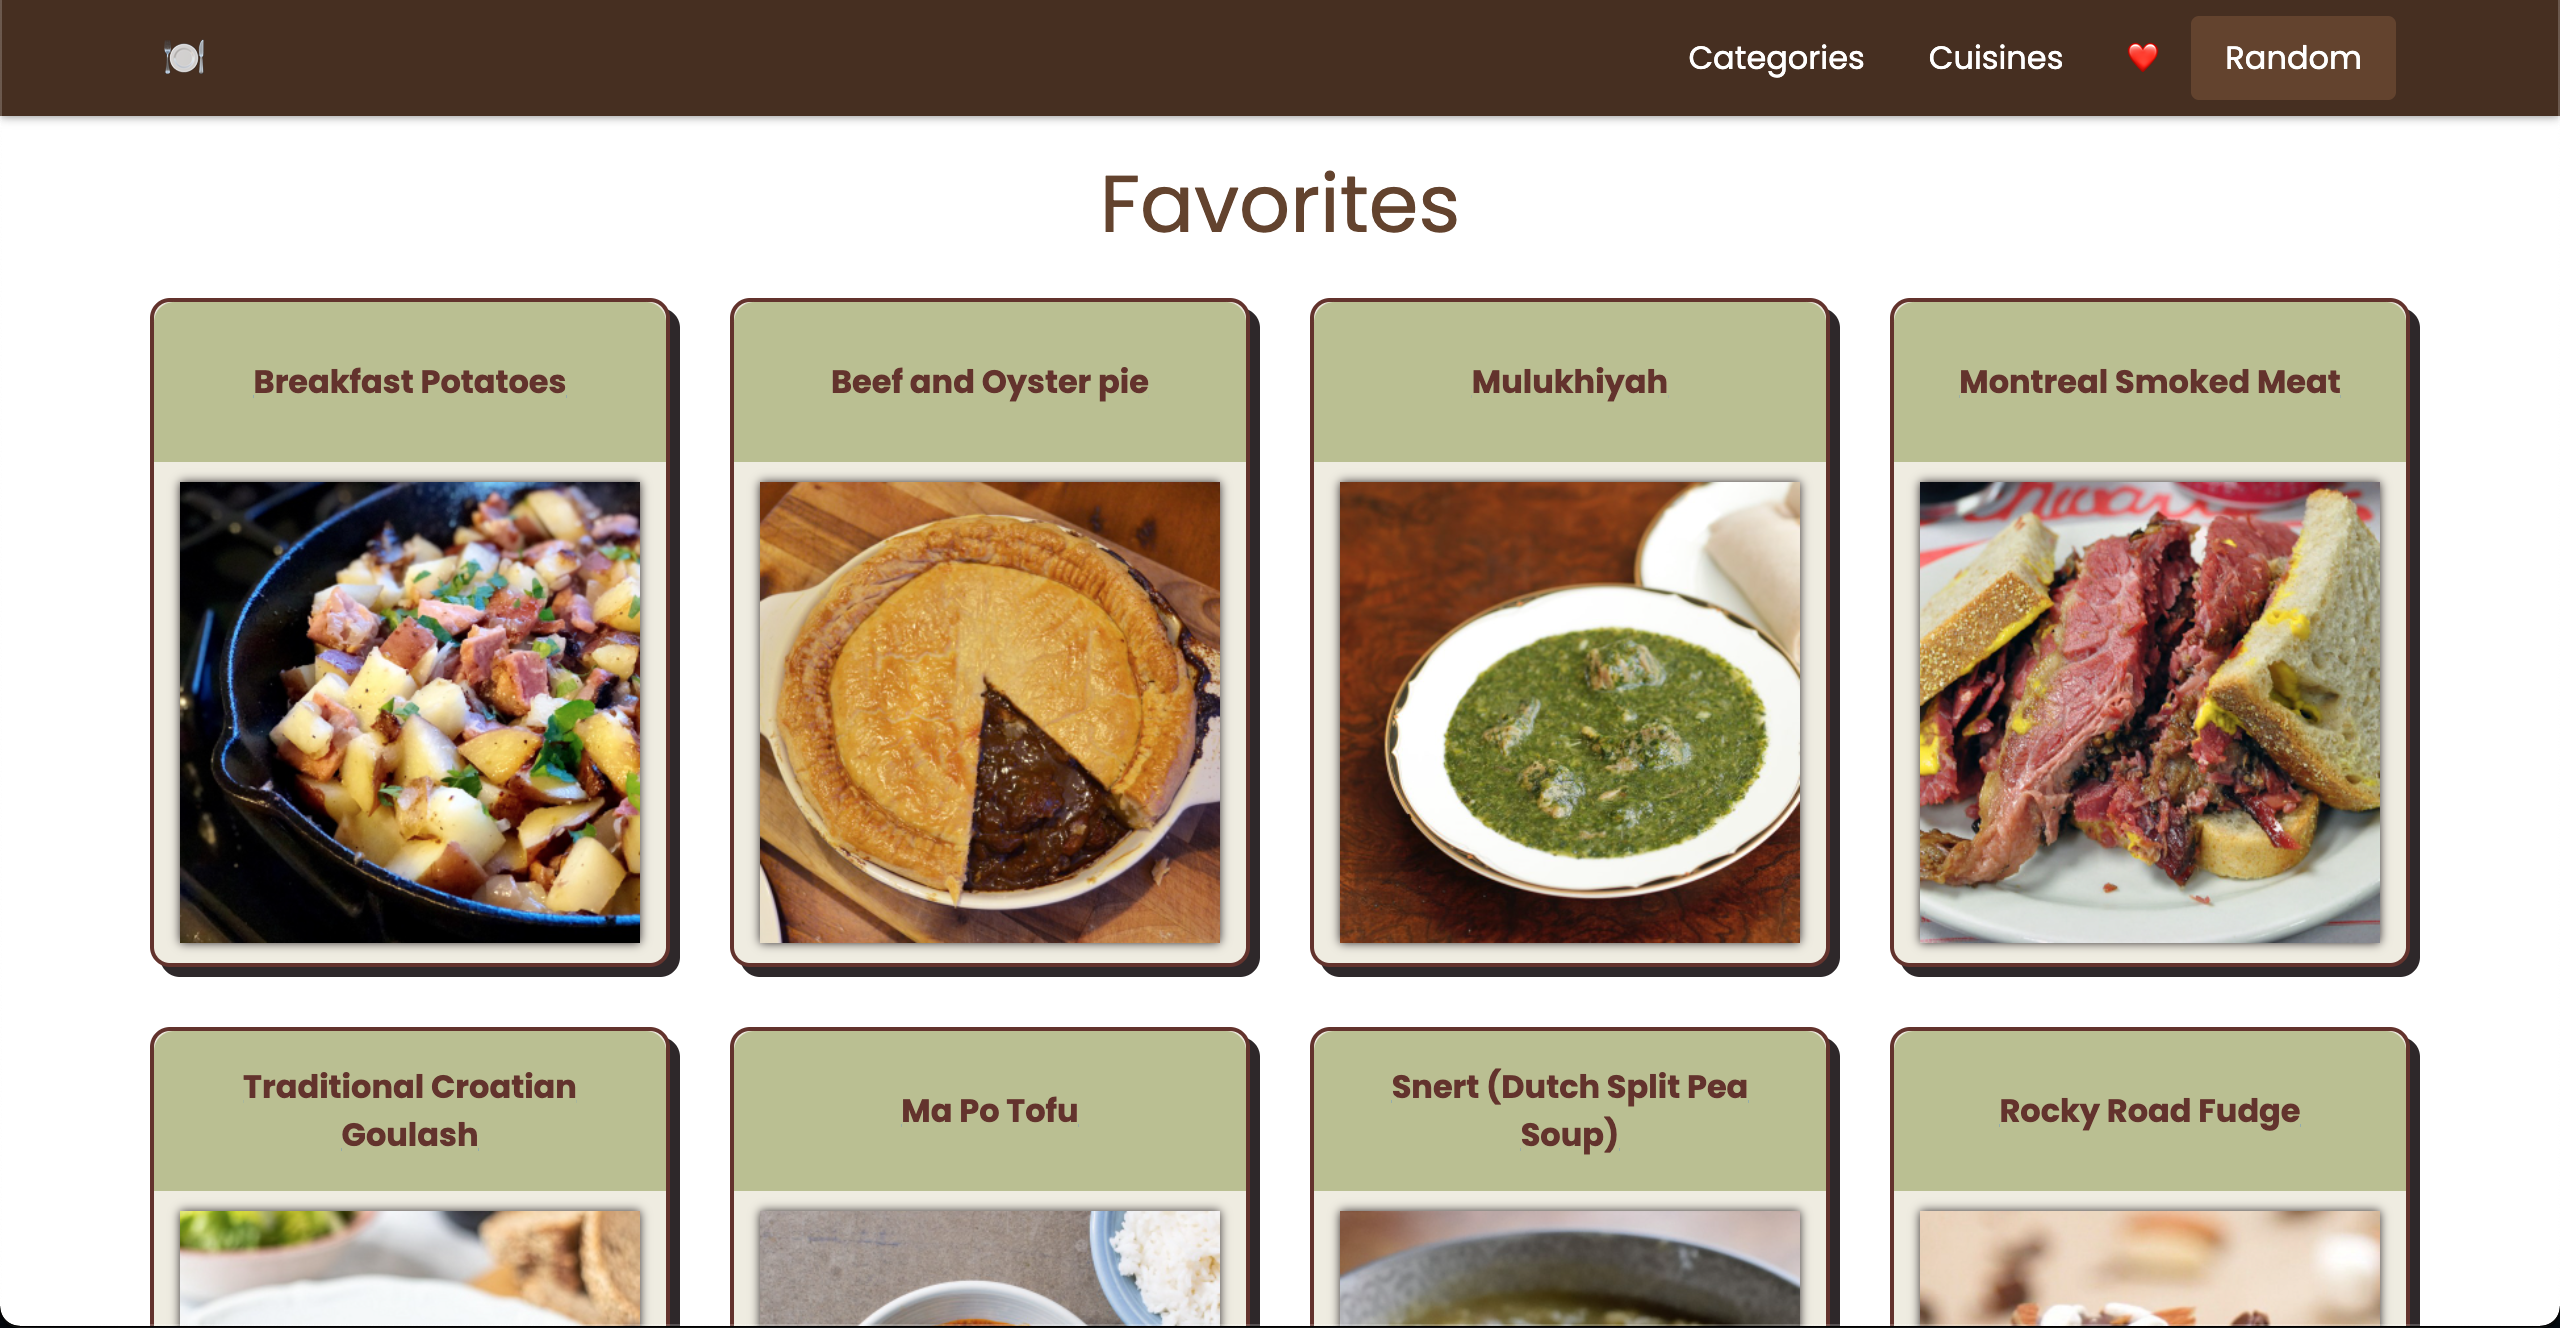 Categories Cuisines Random
Favorites
Breakfast Potatoes
Beef and Oyster pie
Mulukhiyah
Montreal Smoked Meat
Traditional Croatian
Goulash
Ma Po Tofu
Snert (Dutch Split Pea
Soup)
Rocky Road Fudge